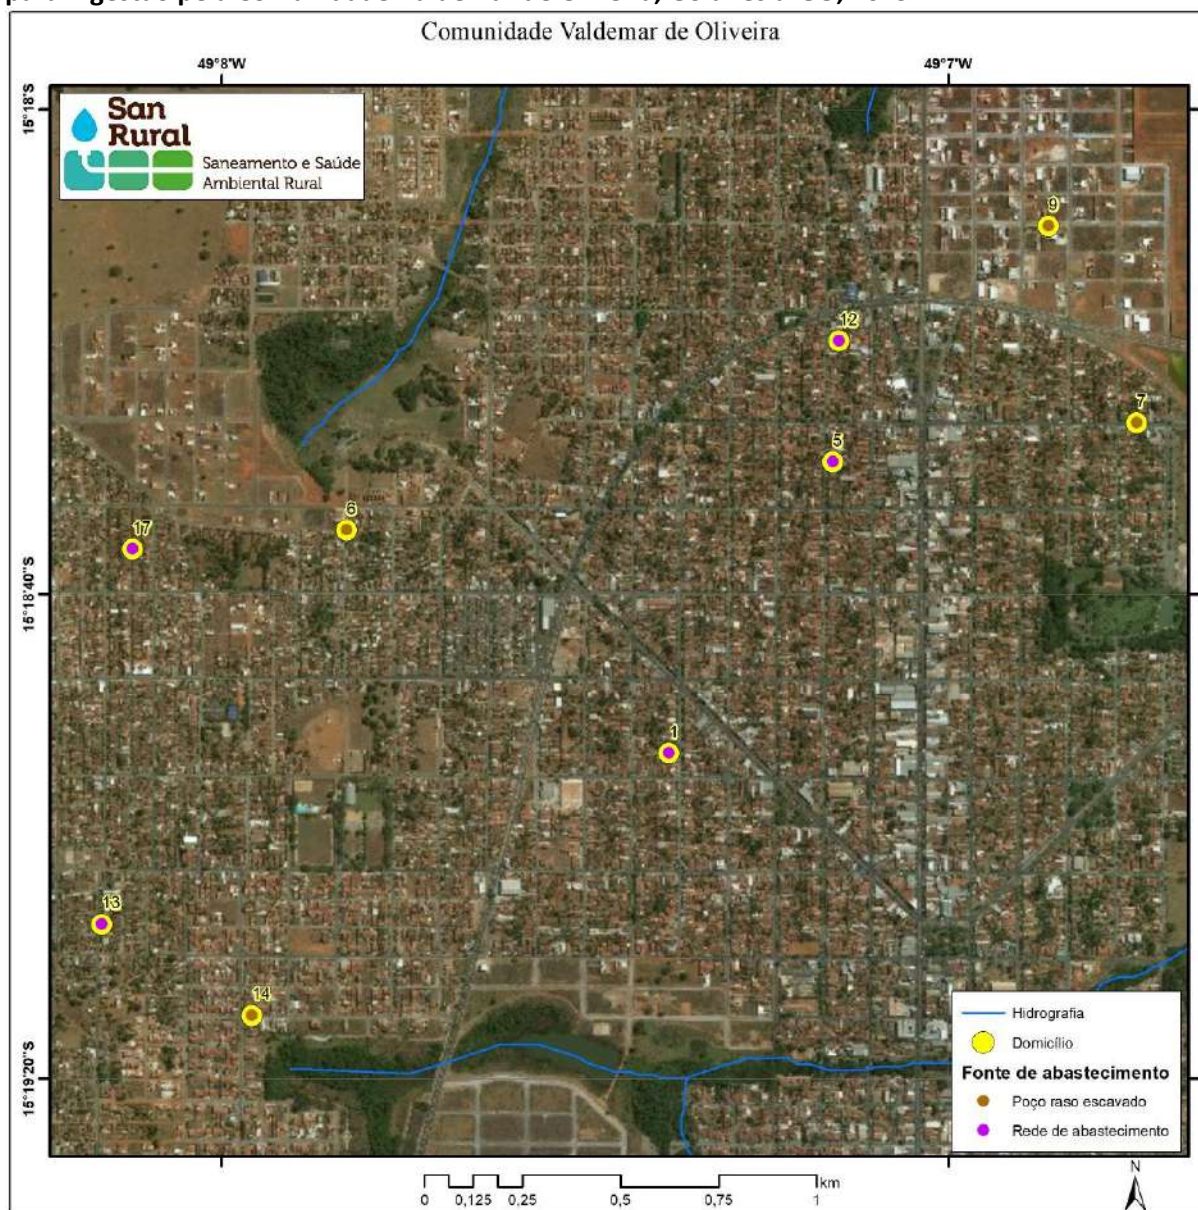 Comunidade Valdemar de Oliveira
49°8'W
49°7'W
15°18'S
San
Rural
Saneamento e Saúde
Ambiental Rural
9
12
7
5
6
17
15°18'40"S
1
13
14
15°19'20"S
Hidrografia
Domicílio
Fonte de abastecimento
Poço raso escavado
Rede de abastecimento
N
km
0 0,125 0,25 0,5 0,75 1